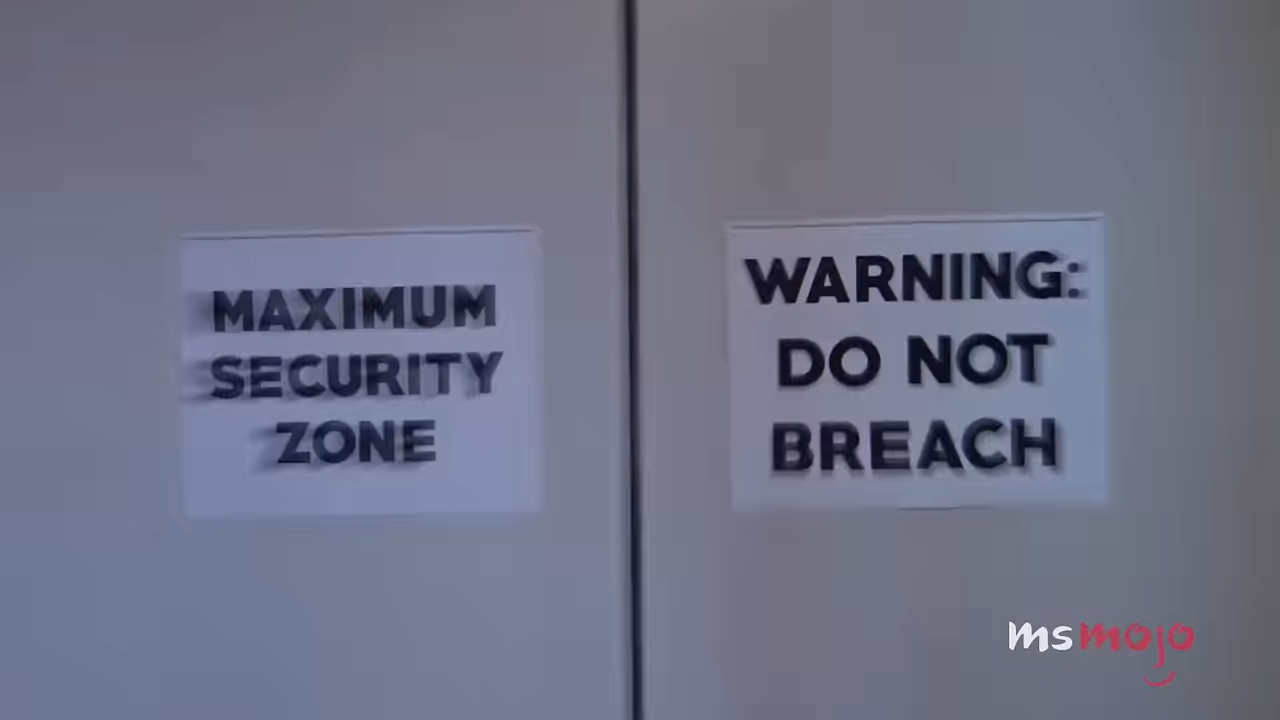 MAXIMUM
SECURITY
ZONE
WARNING:
DO NOT
BREACH
msmojo